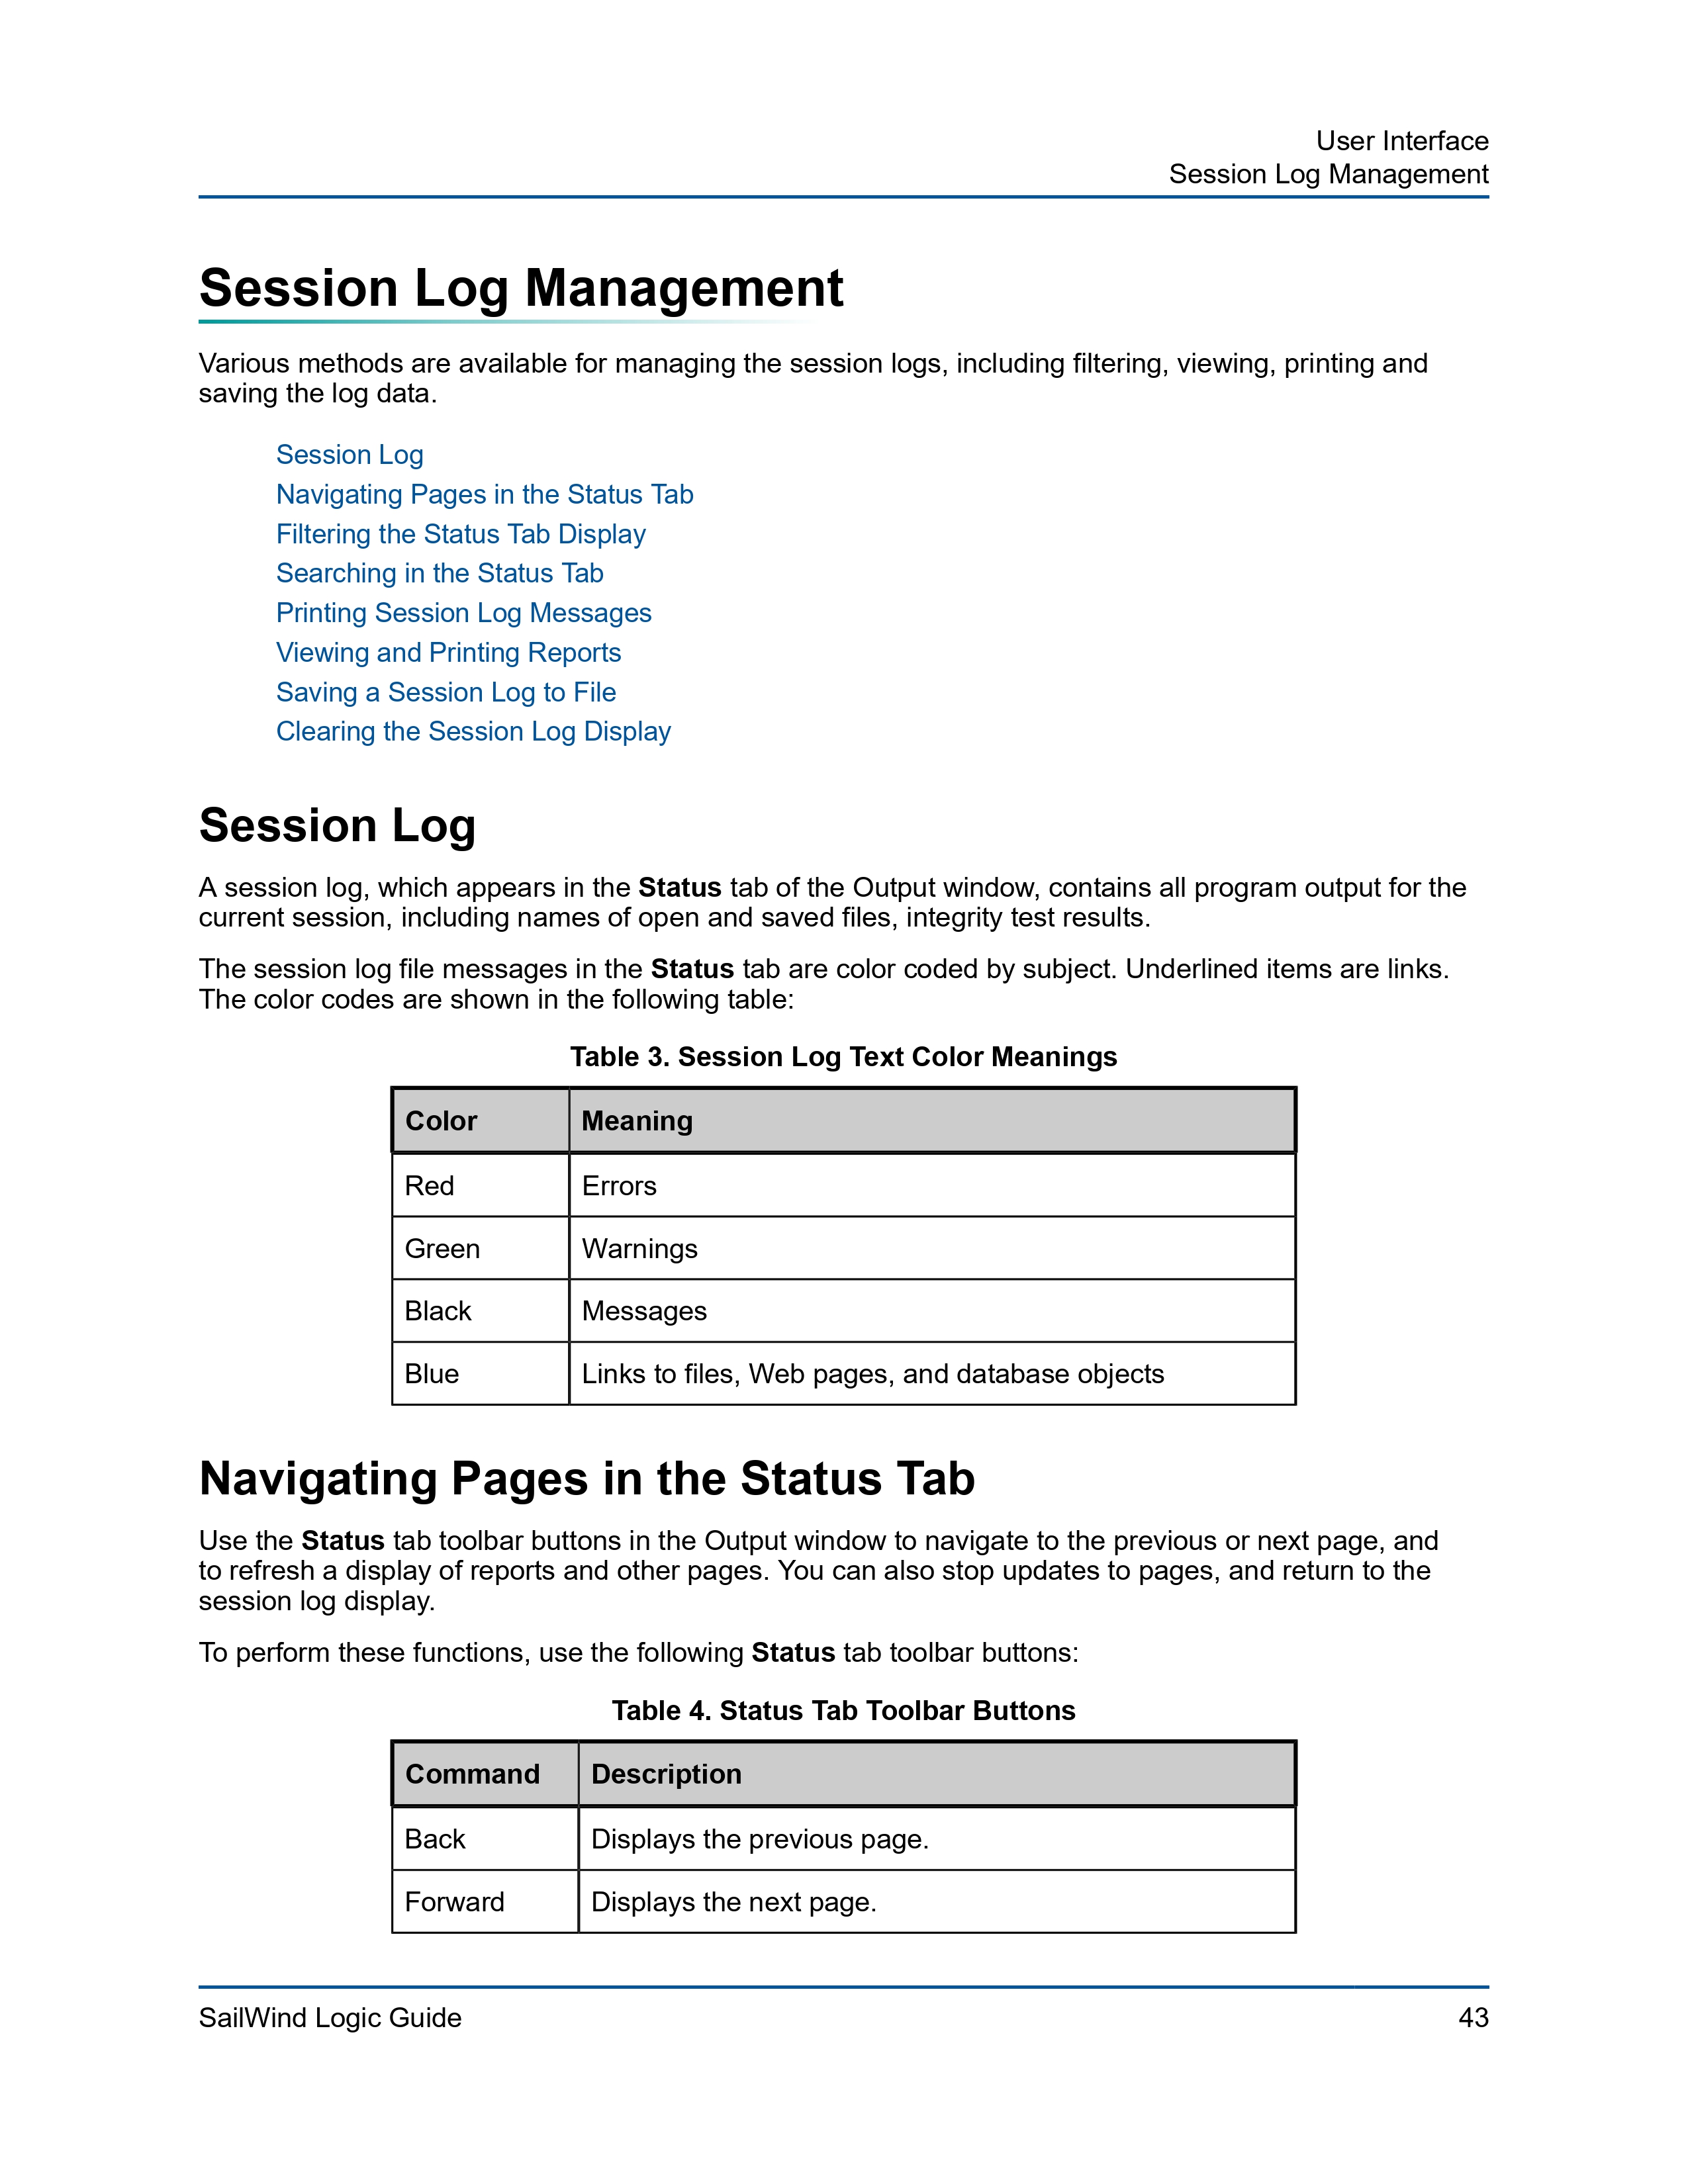 User Interface
Session Log Management
Session Log Management
Various methods are available for managing the session logs, including filtering, viewing, printing and
saving the log data.
Session Log
Navigating Pages in the Status Tab
Filtering the Status Tab Display
Searching in the Status Tab
Printing Session Log Messages
Viewing and Printing Reports
Saving a Session Log to File
Clearing the Session Log Display
Session Log
A session log, which appears in the Status tab of the Output window, contains all program output for the
current session, including names of open and saved files, integrity test results.
The session log file messages in the Status tab are color coded by subject. Underlined items are links.
The color codes are shown in the following table:
Table 3. Session Log Text Color Meanings
Color Meaning
Red Errors
Green Warnings
Black Messages
Blue Links to files, Web pages, and database objects
Navigating Pages in the Status Tab
Use the Status tab toolbar buttons in the Output window to navigate to the previous or next page, and
to refresh a display of reports and other pages. You can also stop updates to pages, and return to the
session log display.
To perform these functions, use the following Status tab toolbar buttons:
Table 4. Status Tab Toolbar Buttons
Command Description
Back Displays the previous page.
Forward Displays the next page.
SailWind Logic Guide 43